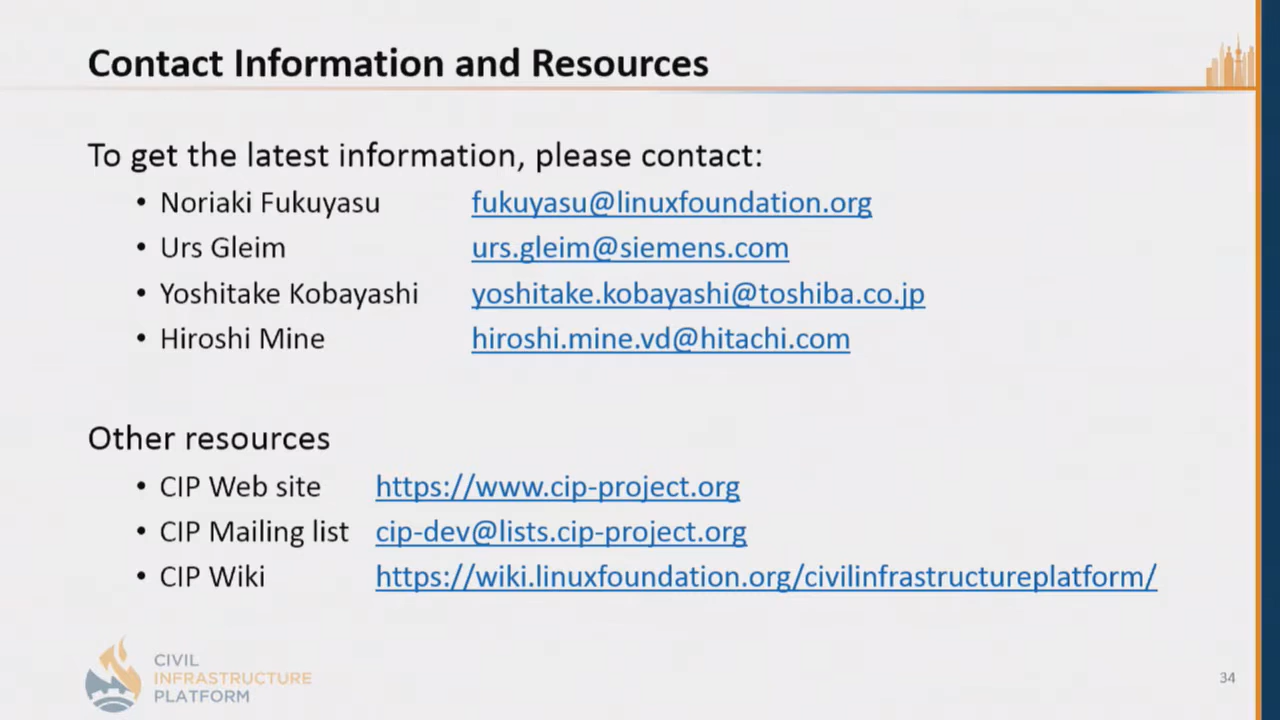 Contact Information and Resources
To get the latest information, please contact:
• Noriaki Fukuyasu fukuyasu@linuxfoundation.org
• Urs Gleim urs.gleim@siemens.com
• Yoshitake Kobayashi yoshitake.kobayashi@toshiba.co.jp
• Hiroshi Mine hiroshi.mine.vd@hitachi.com
Other resources
• CIP Web site https://www.cip-project.org
• CIP Mailing list cip-dev@lists.cip-project.org
• CIP Wiki https://wiki.linuxfoundation.org/civilinfrastructureplatform/
CIVIL
INFRASTRUCTURE
PLATFORM
34